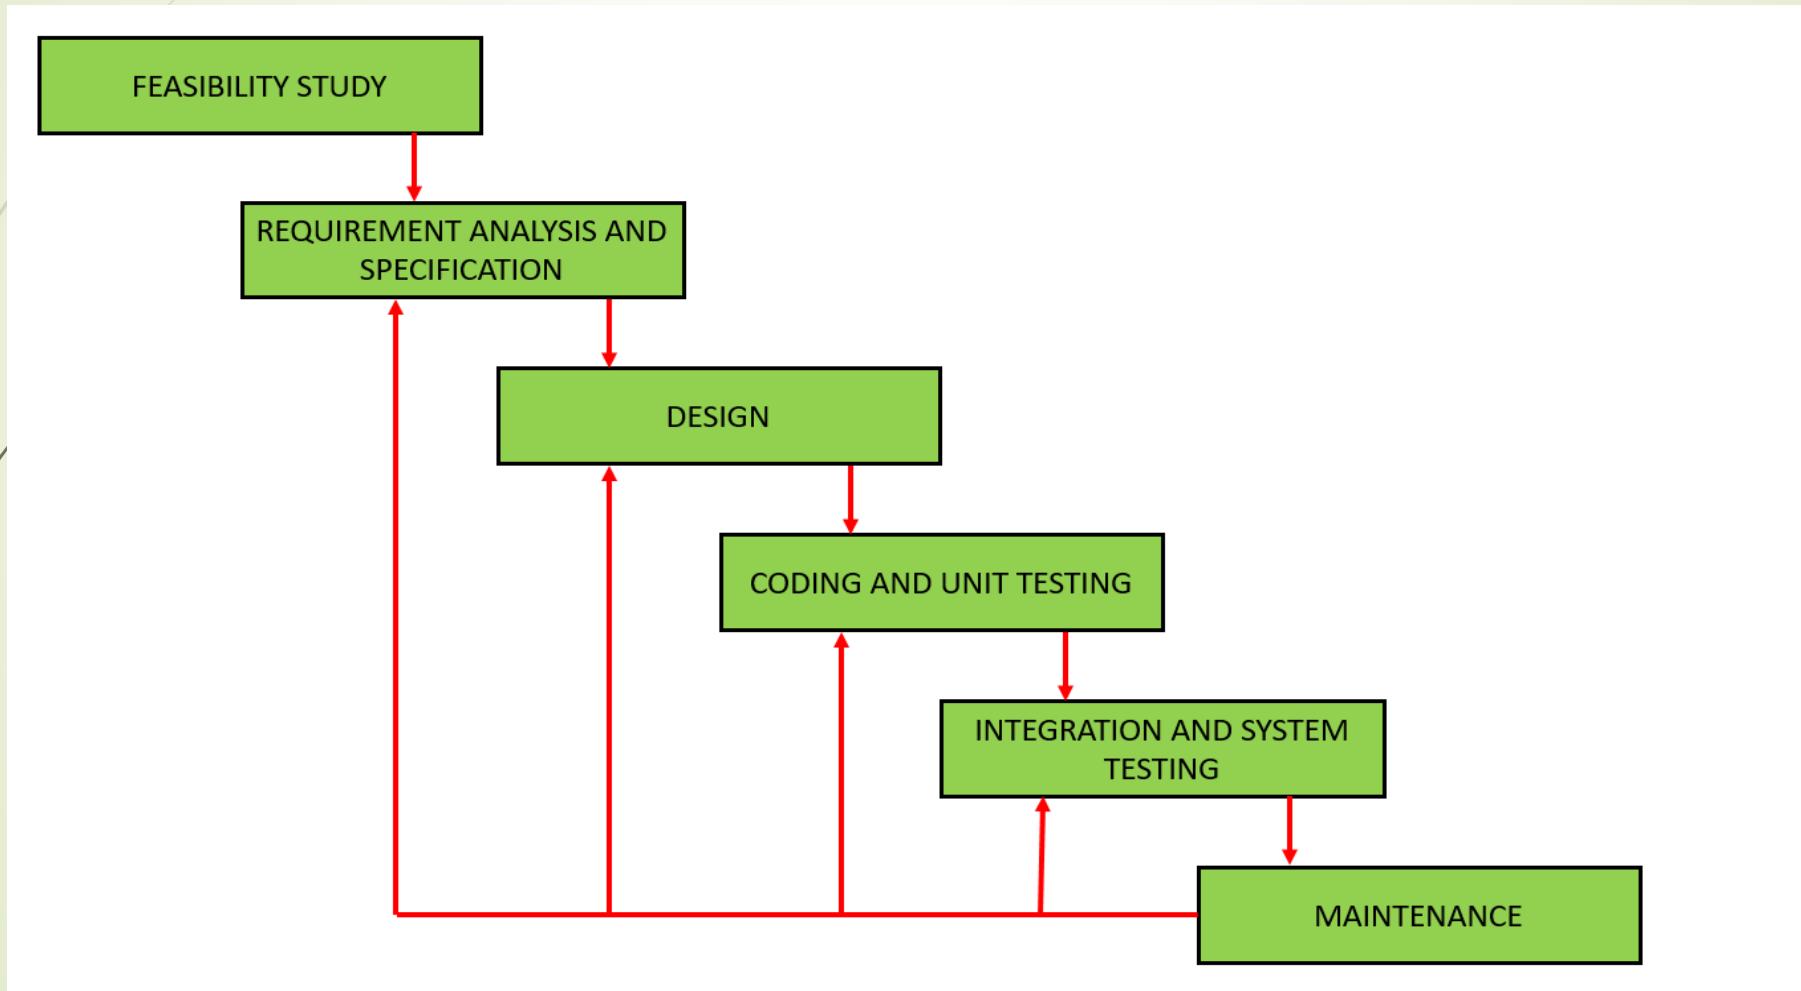 FEASIBILITY STUDY
REQUIREMENT ANALYSIS AND
SPECIFICATION
DESIGN
CODING AND UNIT TESTING
INTEGRATION AND SYSTEM
TESTING
MAINTENANCE